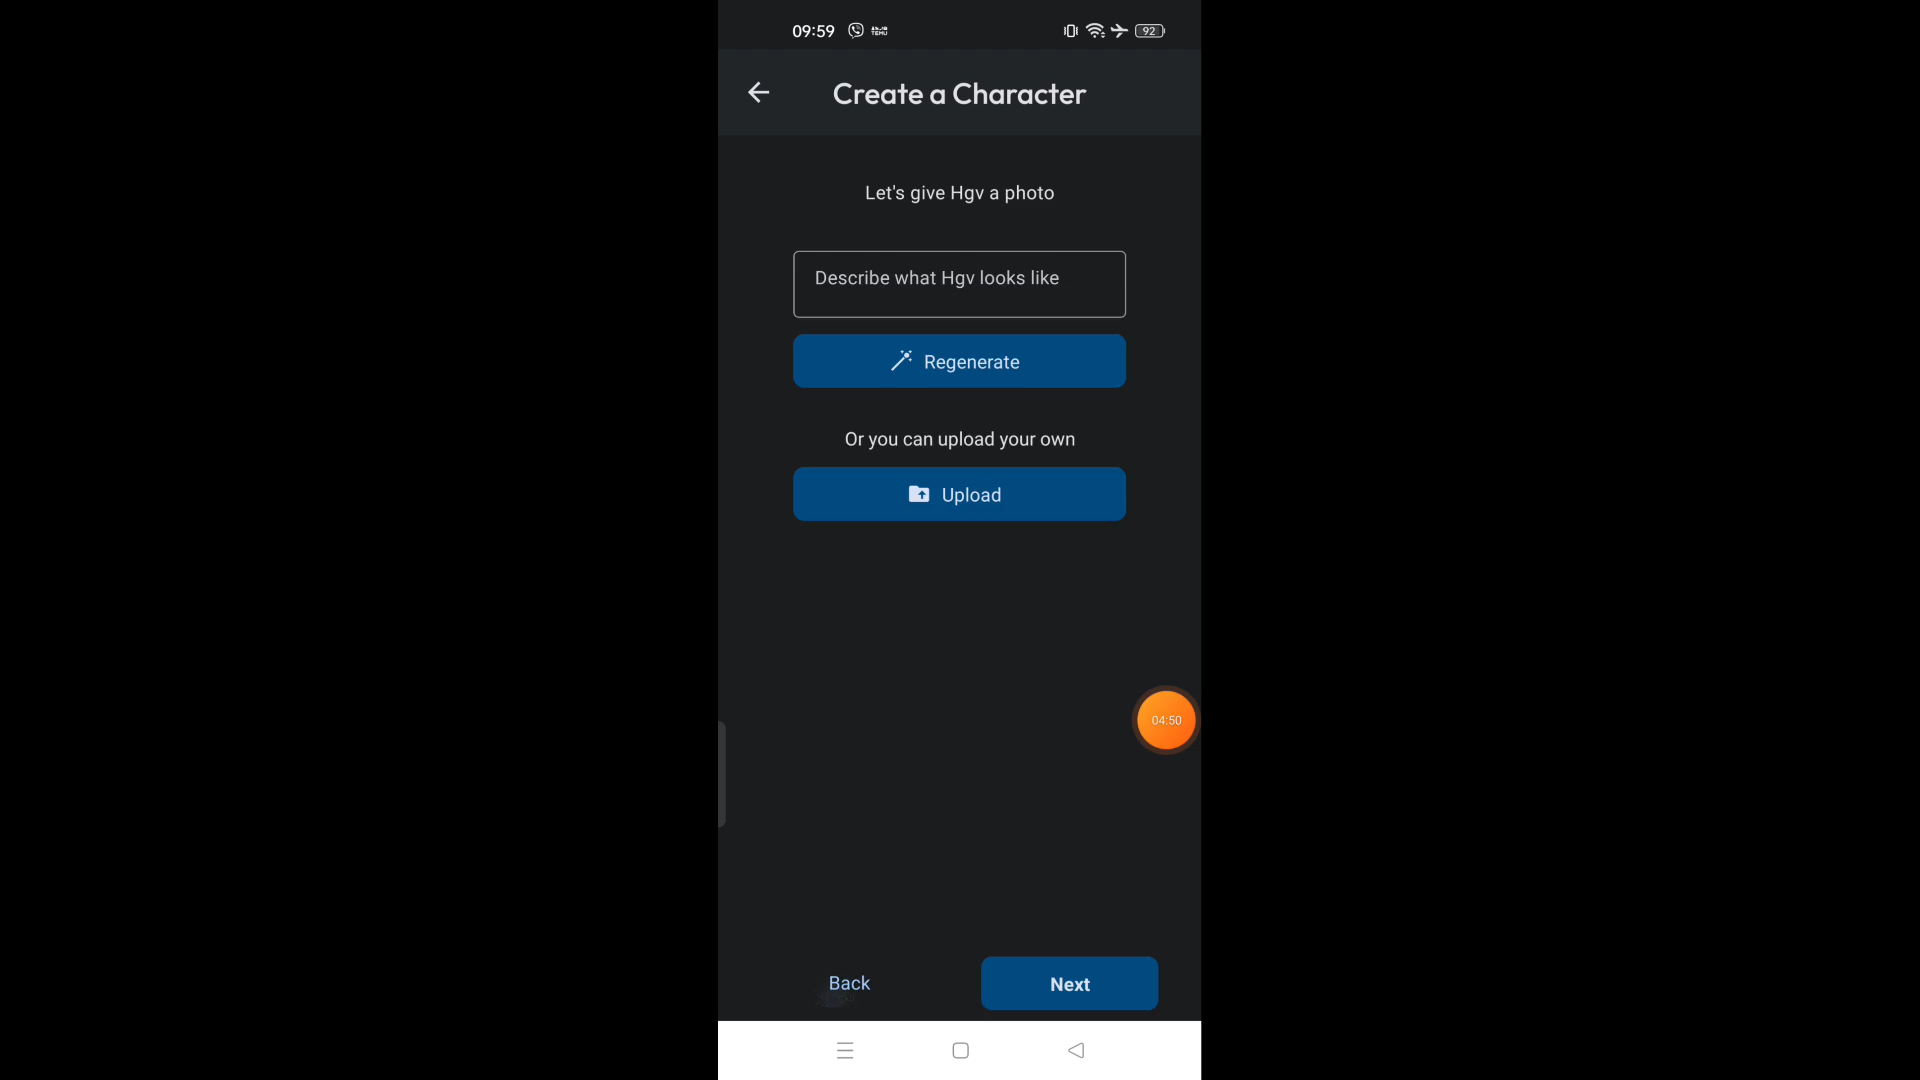 09:59 TEMU 92
Create a Character
Let's give Hgv a photo
Describe what Hgv looks like
Regenerate
Or you can upload your own
Upload
04:50
Back
Next